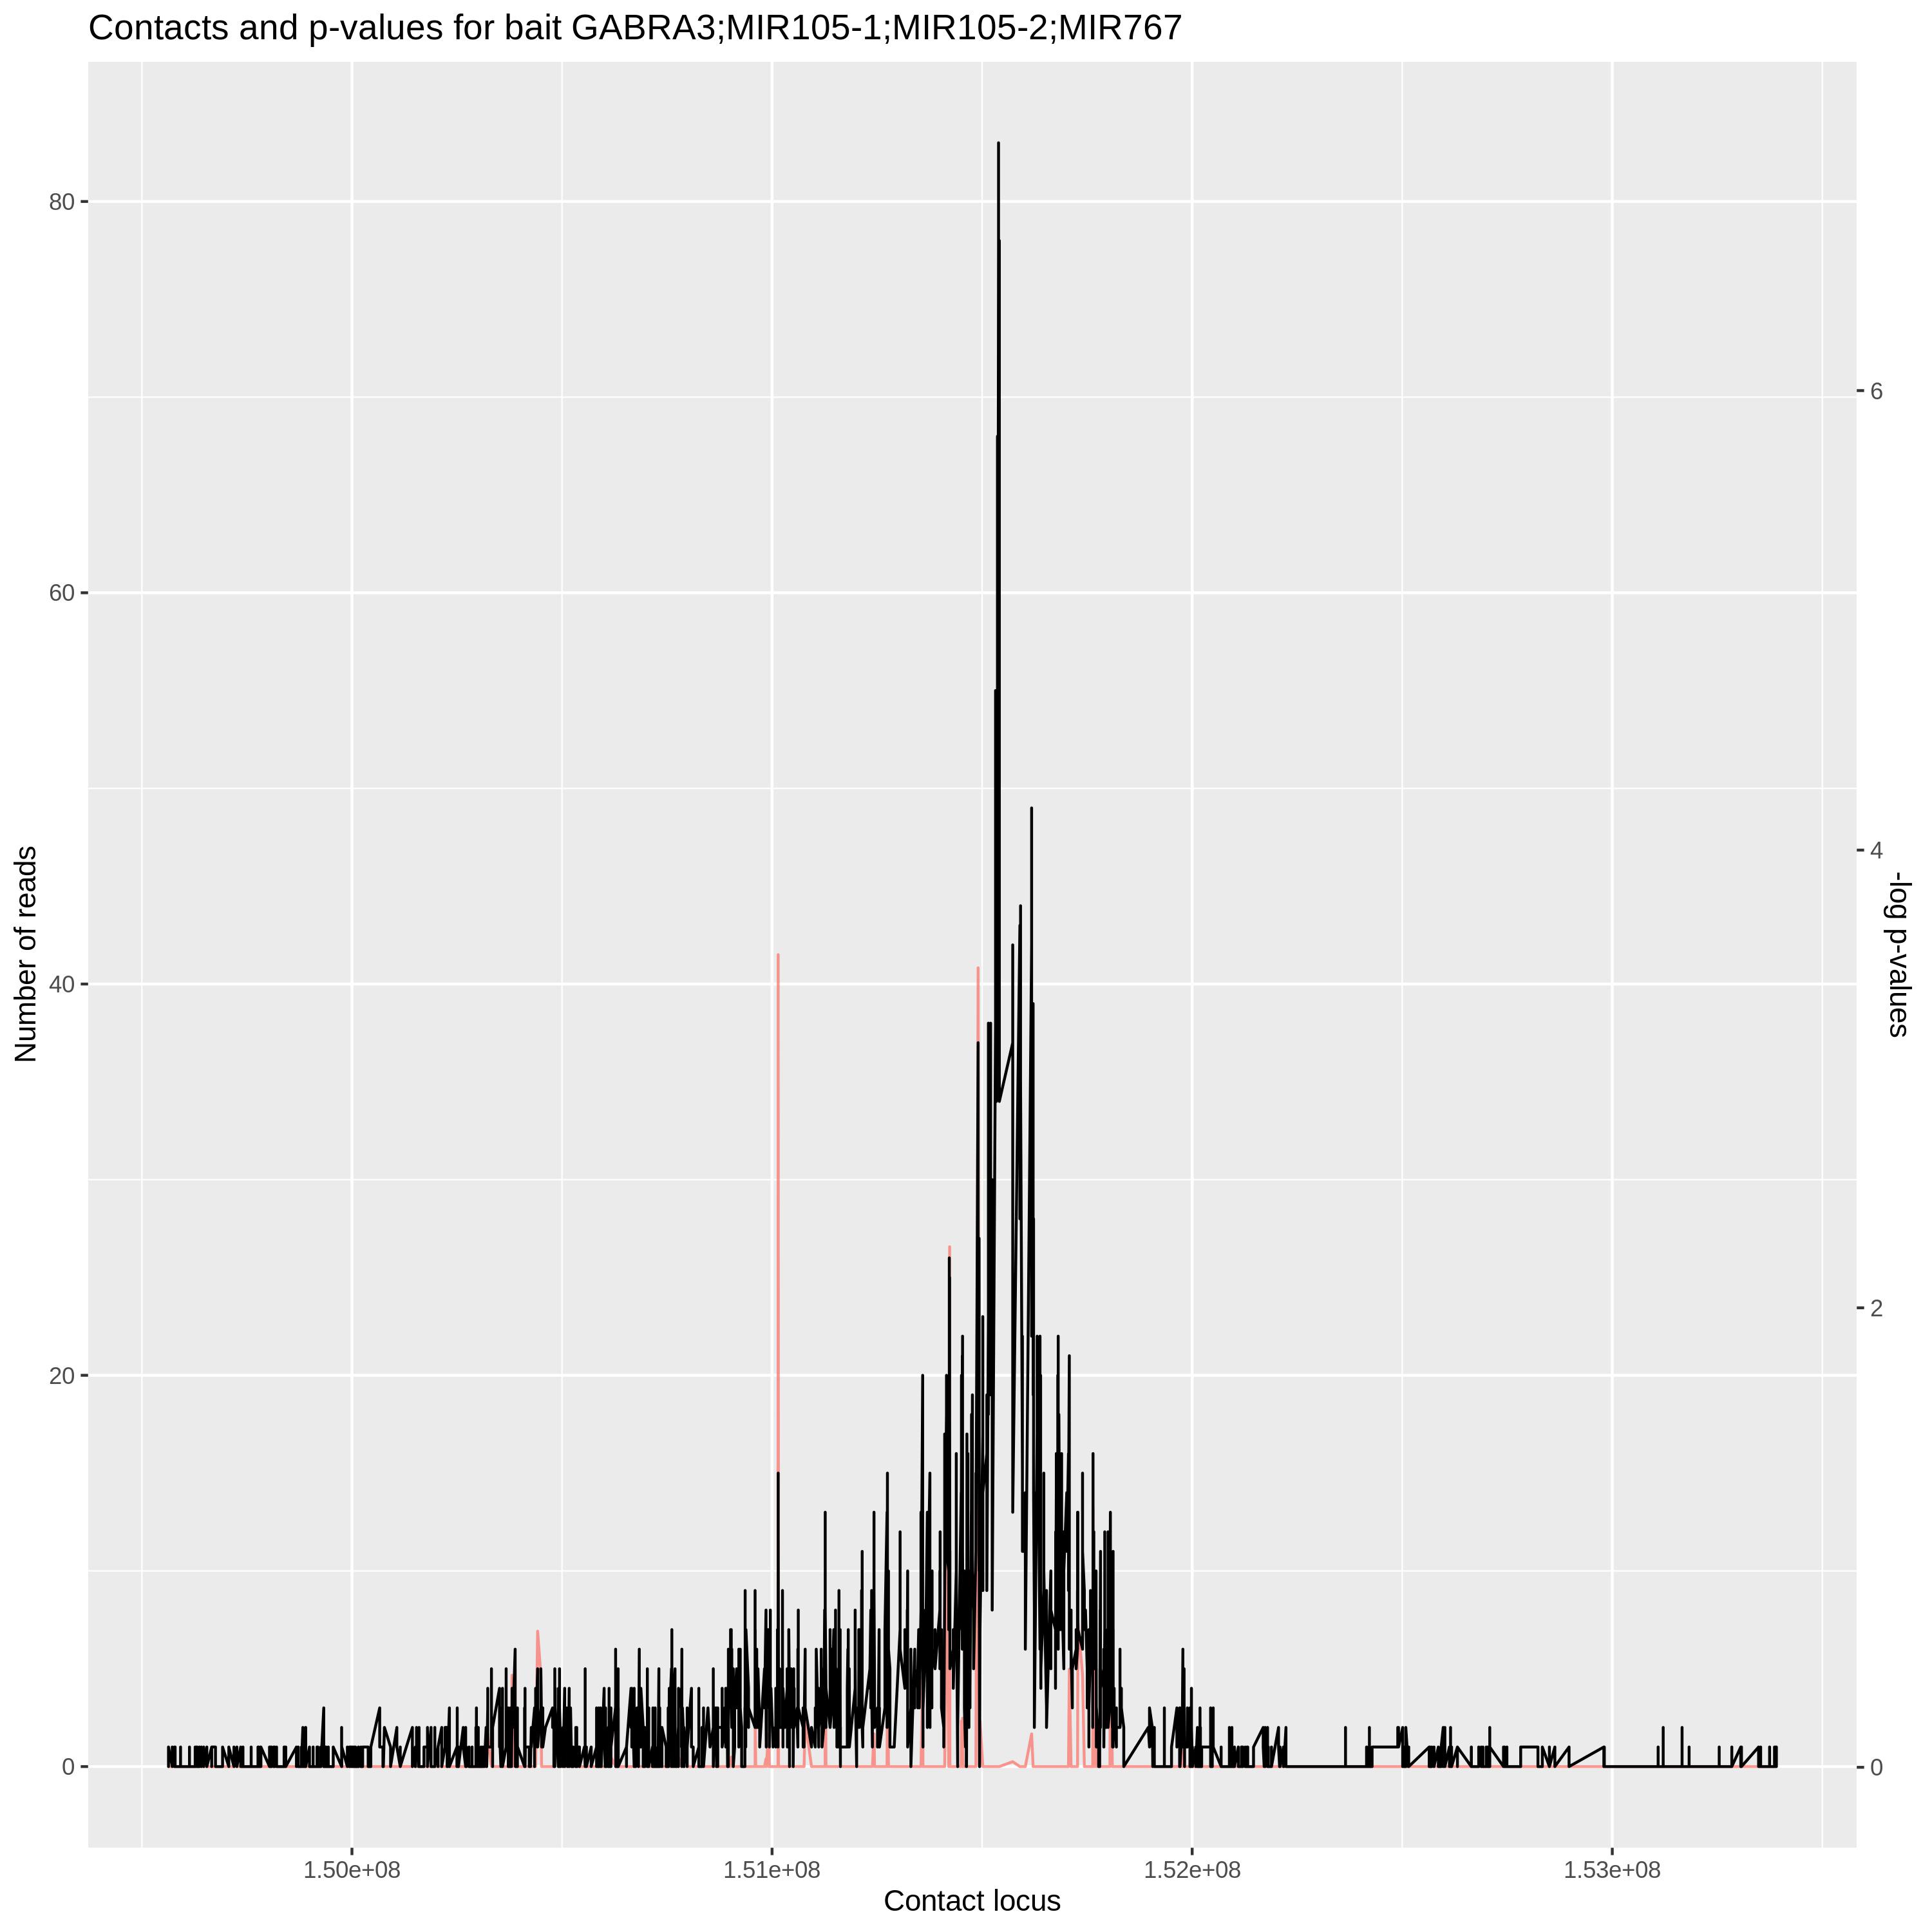 Contacts and p-values for bait GABRA3;MIR105-1;MIR105-2;MIR767
80
60
40
20
0
Number of reads
6
4
2
0
-log p-values
1.50e+08
1.51e+08
1.52e+08
1.53e+08
Contact locus